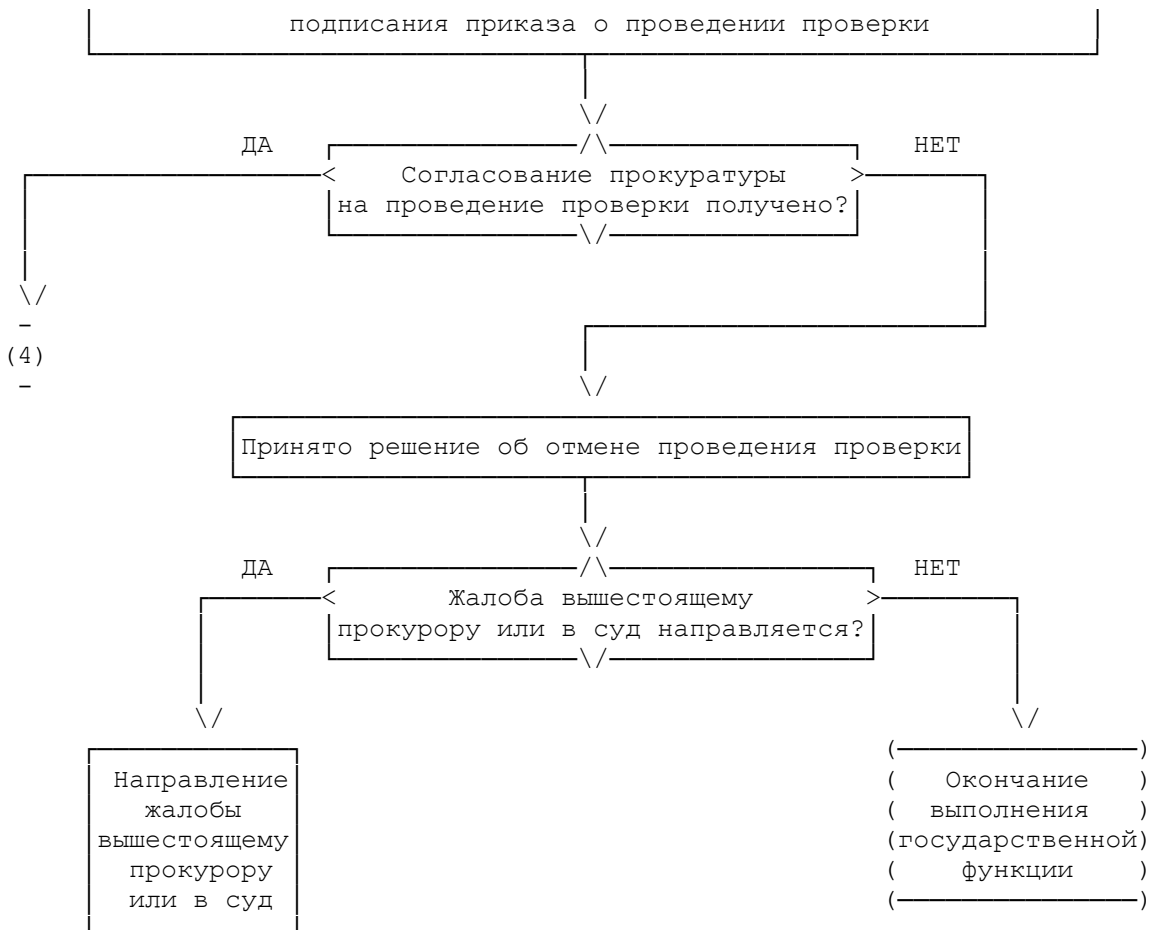 подписания приказа о проведении проверки
ДА
НЕТ
Согласование прокуратуры
на проведение проверки получено?
(4)
Принято решение об отмене проведения проверки
ДА
НЕТ
Жалоба вышестоящему
прокурору или в суд направляется?
Направление
жалобы
вышестоящему
прокурору
или в суд
Окончание
выполнения
государственной
функции